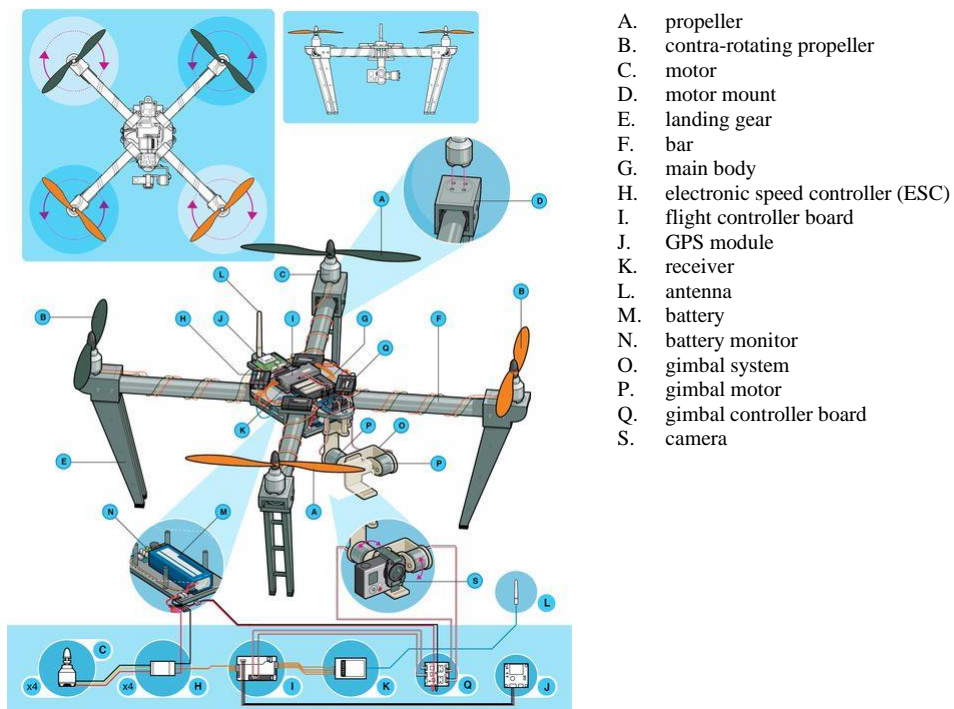 A. propeller
B. contra-rotating propeller
C. motor
D. motor mount
E. landing gear
F. bar
G. main body
H. electronic speed controller (ESC)
I. flight controller board
J. GPS module
K. receiver
L. antenna
M. battery
N. battery monitor
O. gimbal system
P. gimbal motor
Q. gimbal controller board
S. camera
A
D
L
C
B
H
J
I
G
F
B
Q
K
P
O
E
P
N
M
A
S
L
C
x4
x4
H
I
K
Q
J